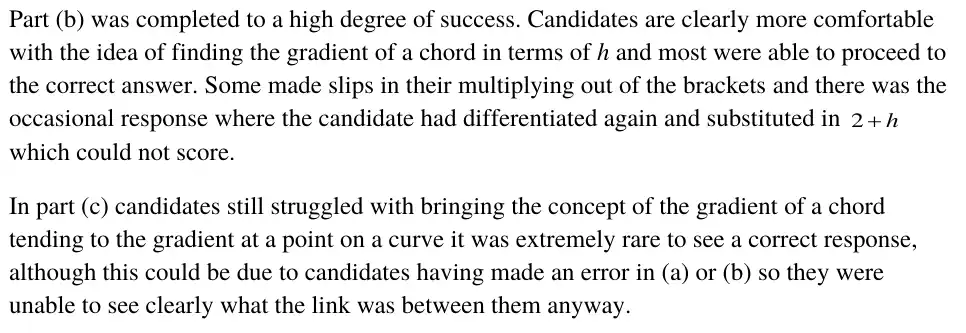 Part (b) was completed to a high degree of success. Candidates are clearly more comfortable
with the idea of finding the gradient of a chord in terms of h and most were able to proceed to
the correct answer. Some made slips in their multiplying out of the brackets and there was the
occasional response where the candidate had differentiated again and substituted in 2 + h
which could not score.
In part (c) candidates still struggled with bringing the concept of the gradient of a chord
tending to the gradient at a point on a curve it was extremely rare to see a correct response,
although this could be due to candidates having made an error in (a) or (b) so they were
unable to see clearly what the link was between them anyway.